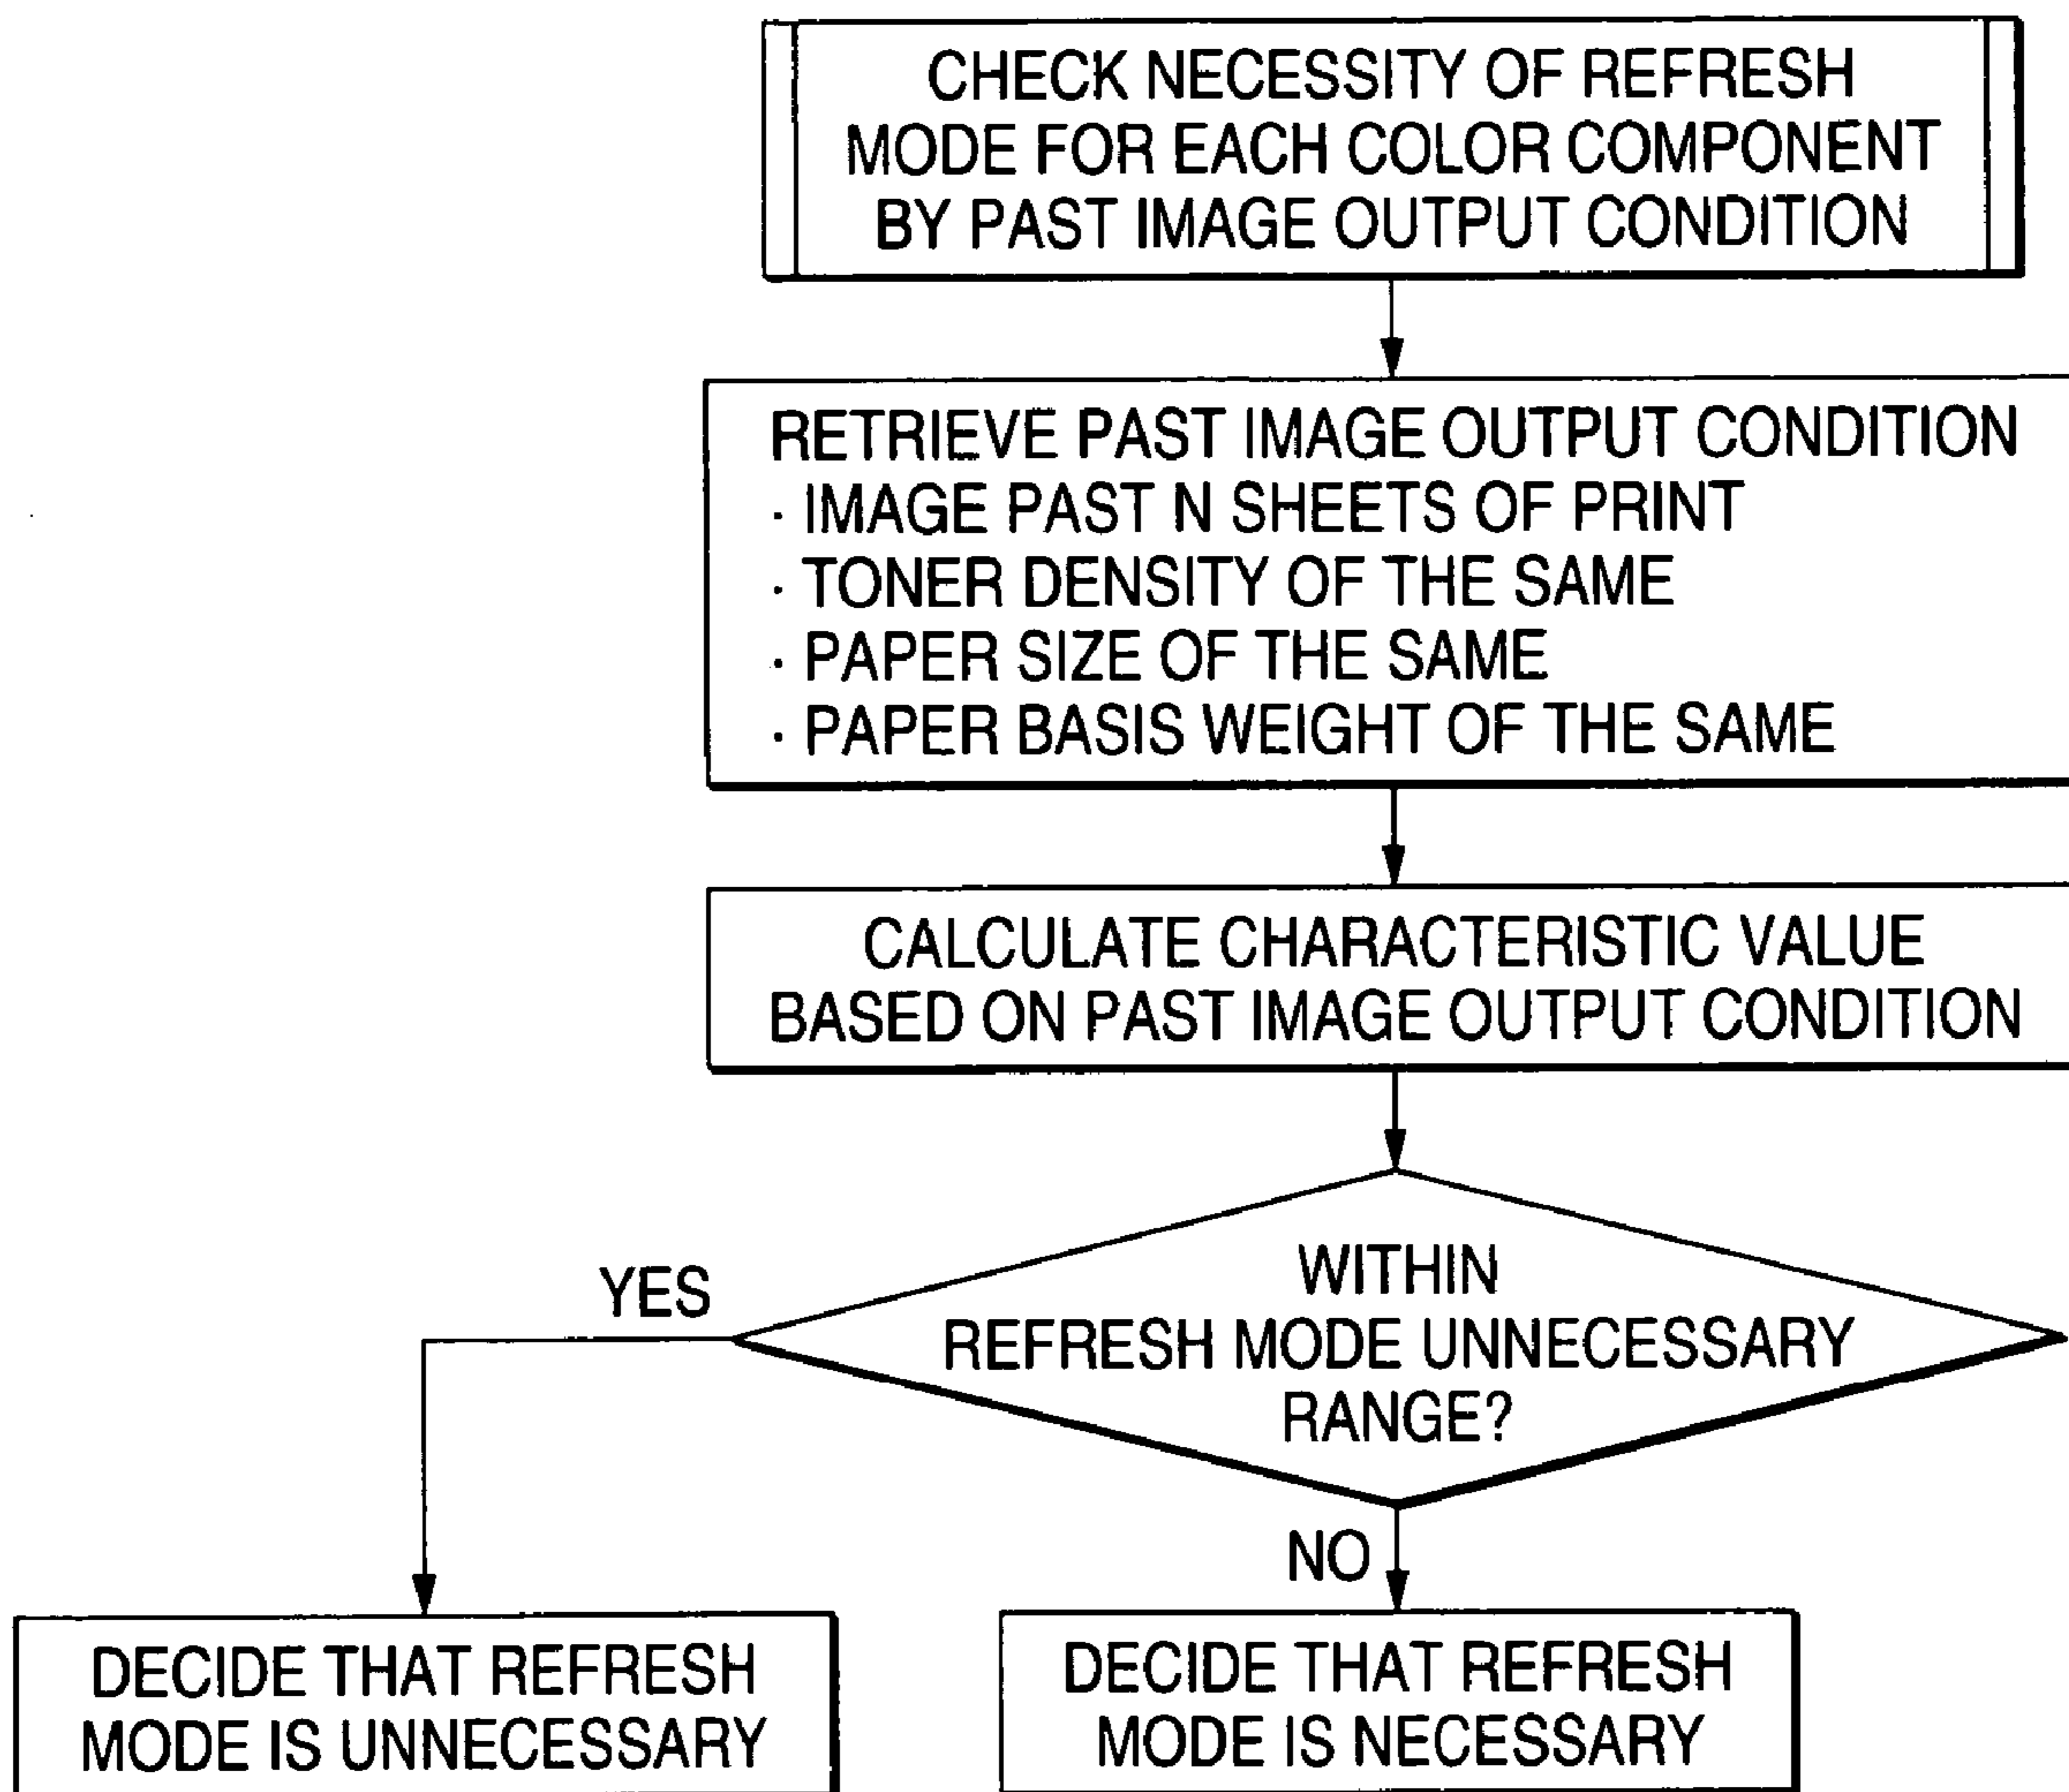 CHECK NECESSITY OF REFRESH
MODE FOR EACH COLOR COMPONENT
BY PAST IMAGE OUTPUT CONDITION
RETRIEVE PAST IMAGE OUTPUT CONDITION
· IMAGE PAST N SHEETS OF PRINT
· TONER DENSITY OF THE SAME
· PAPER SIZE OF THE SAME
· PAPER BASIS WEIGHT OF THE SAME
CALCULATE CHARACTERISTIC VALUE
BASED ON PAST IMAGE OUTPUT CONDITION
WITHIN
REFRESH MODE UNNECESSARY
RANGE?
YES
NO
DECIDE THAT REFRESH
MODE IS UNNECESSARY
DECIDE THAT REFRESH
MODE IS NECESSARY